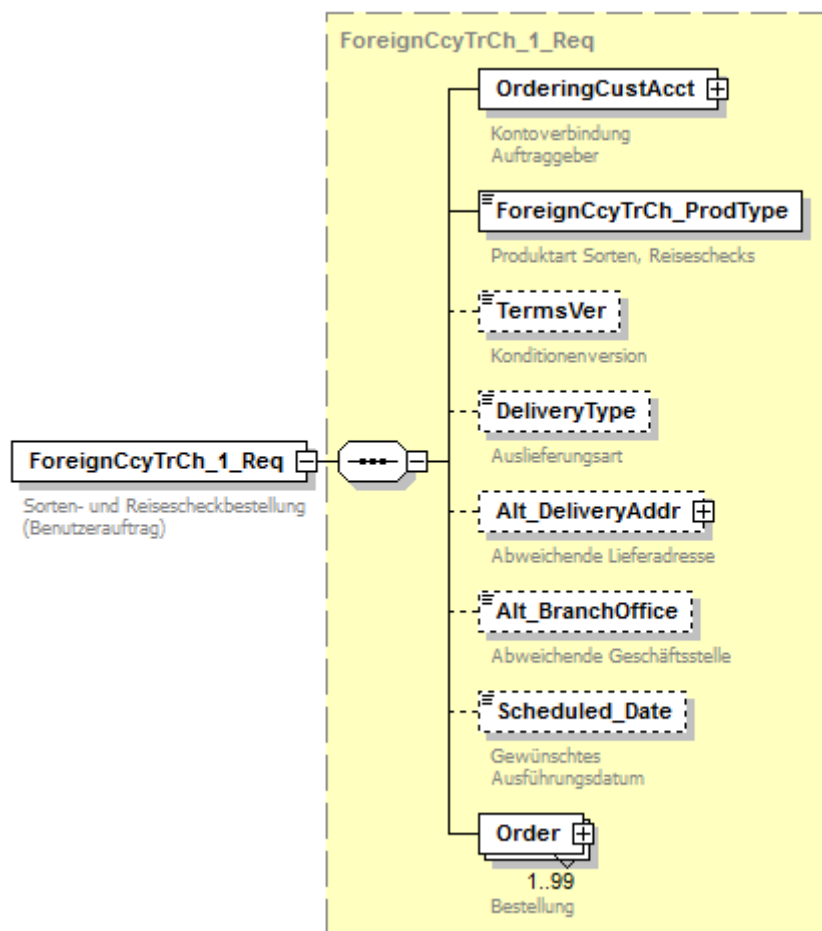 ForeignCcyTrCh_1_Req
OrderingCustAcct
Kontoverbindung
Auftraggeber
ForeignCcyTrCh_ProdType
Produktart Sorten, Reiseschecks
TermsVer
Konditionenversion
DeliveryType
Auslieferungsart
ForeignCcyTrCh_1_Req
Sorten- und Reisescheckbestellung
(Benutzerauftrag)
Alt_DeliveryAddr
Abweichende Lieferadresse
Alt_BranchOffice
Abweichende Geschäftsstelle
Scheduled_Date
Gewünschtes
Ausführungsdatum
Order
1..99
Bestellung